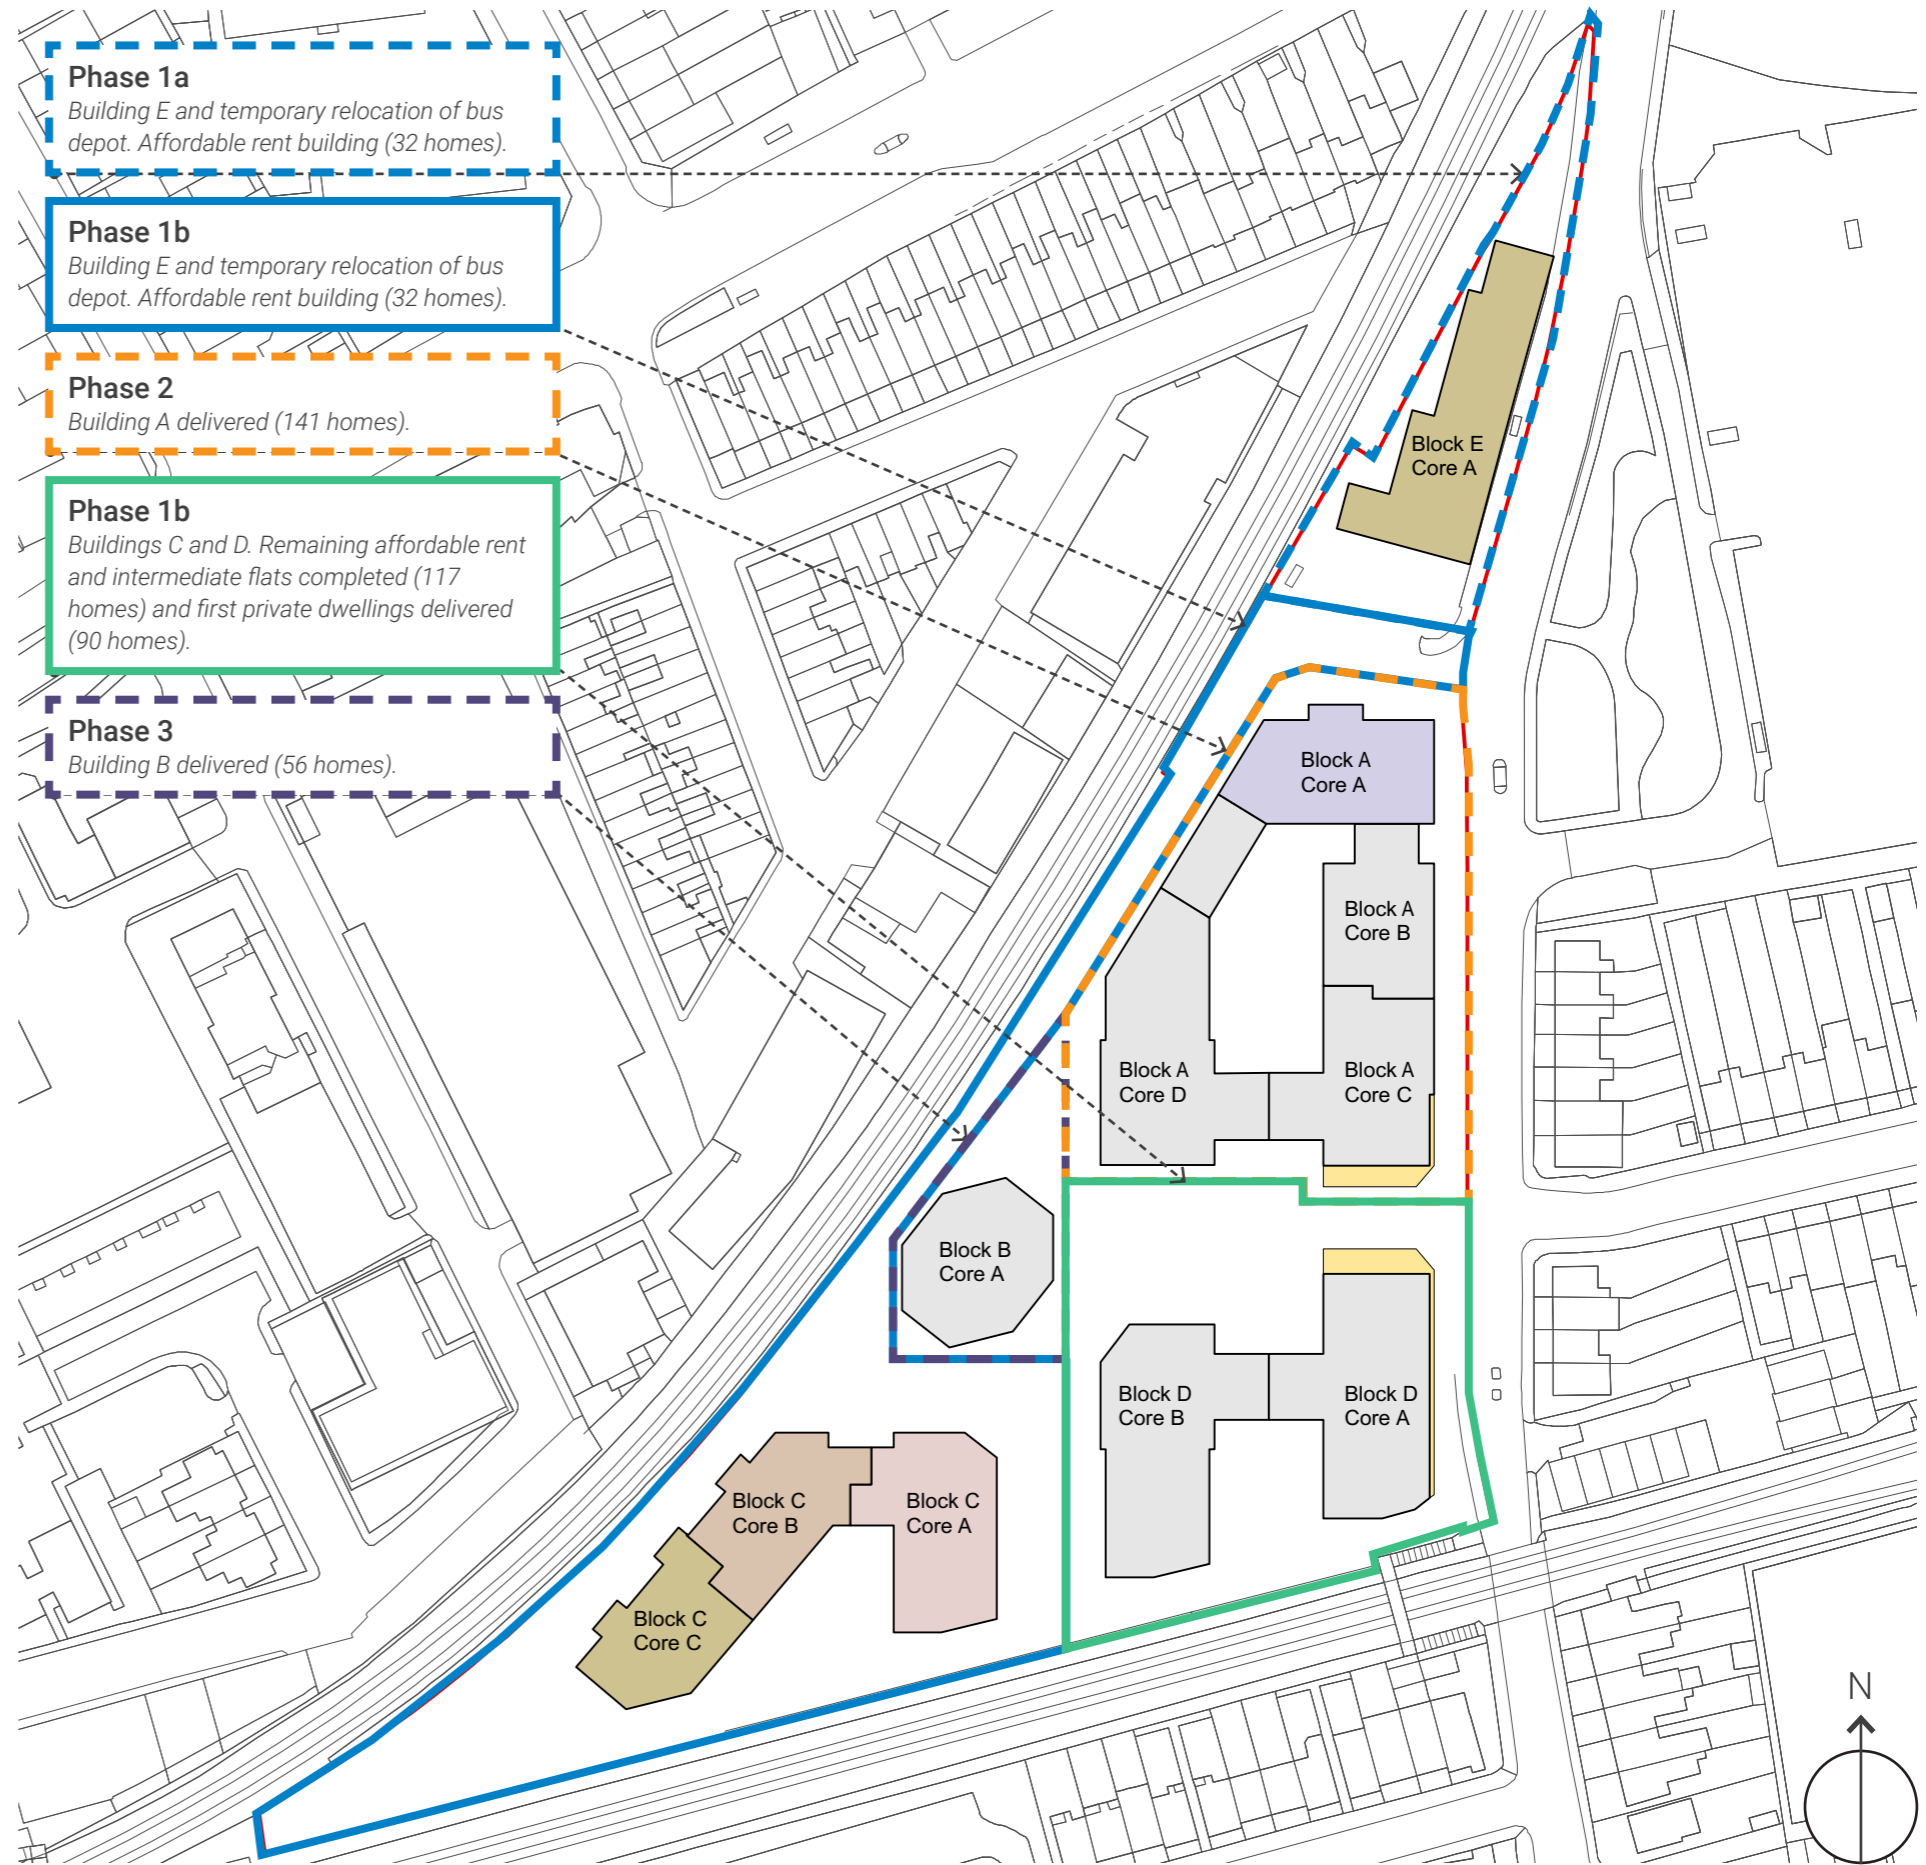 Phase 1a
Building E and temporary relocation of bus
depot. Affordable rent building (32 homes).
Phase 1b
Building E and temporary relocation of bus
depot. Affordable rent building (32 homes).
Phase 2
Building A delivered (141 homes).
Phase 1b
Buildings C and D. Remaining affordable rent
and intermediate flats completed (117
homes) and first private dwellings delivered
(90 homes).
Phase 3
Building B delivered (56 homes).
Block E
Core A
Block A
Core A
Block A
Core B
Block A
Core D
Block A
Core C
Block B
Core A
Block D
Core B
Block D
Core A
Block C
Core B
Block C
Core A
Block C
Core C
N